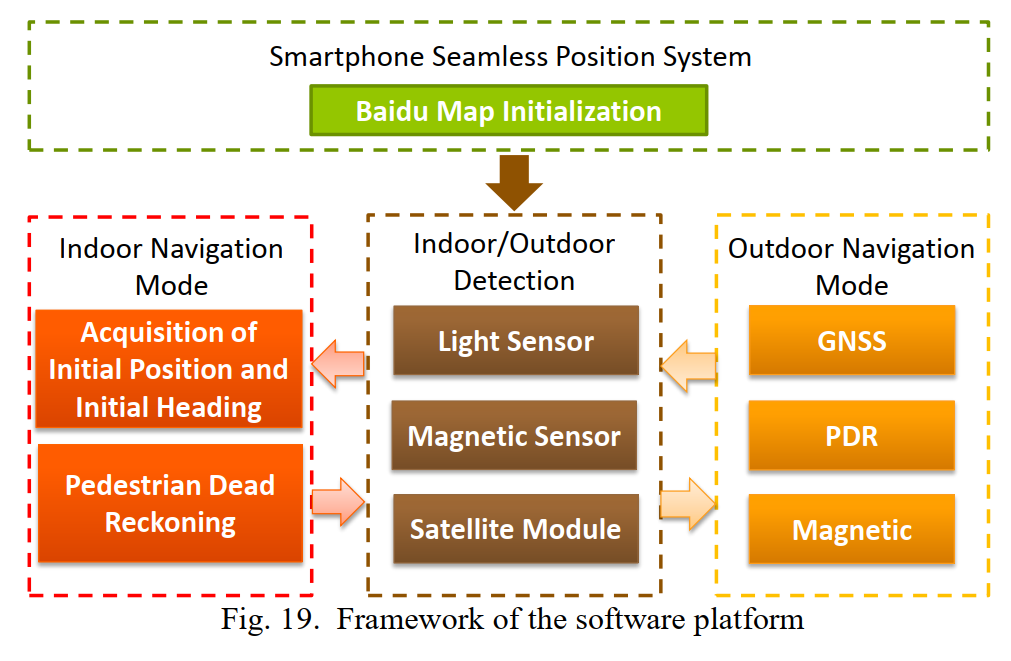 Smartphone Seamless Position System
Baidu Map Initialization
Indoor Navigation
Mode
Acquisition of
Initial Position and
Initial Heading
Pedestrian Dead
Reckoning
Indoor/Outdoor
Detection
Light Sensor
Magnetic Sensor
Satellite Module
Outdoor Navigation
Mode
GNSS
PDR
Magnetic
Fig. 19. Framework of the software platform